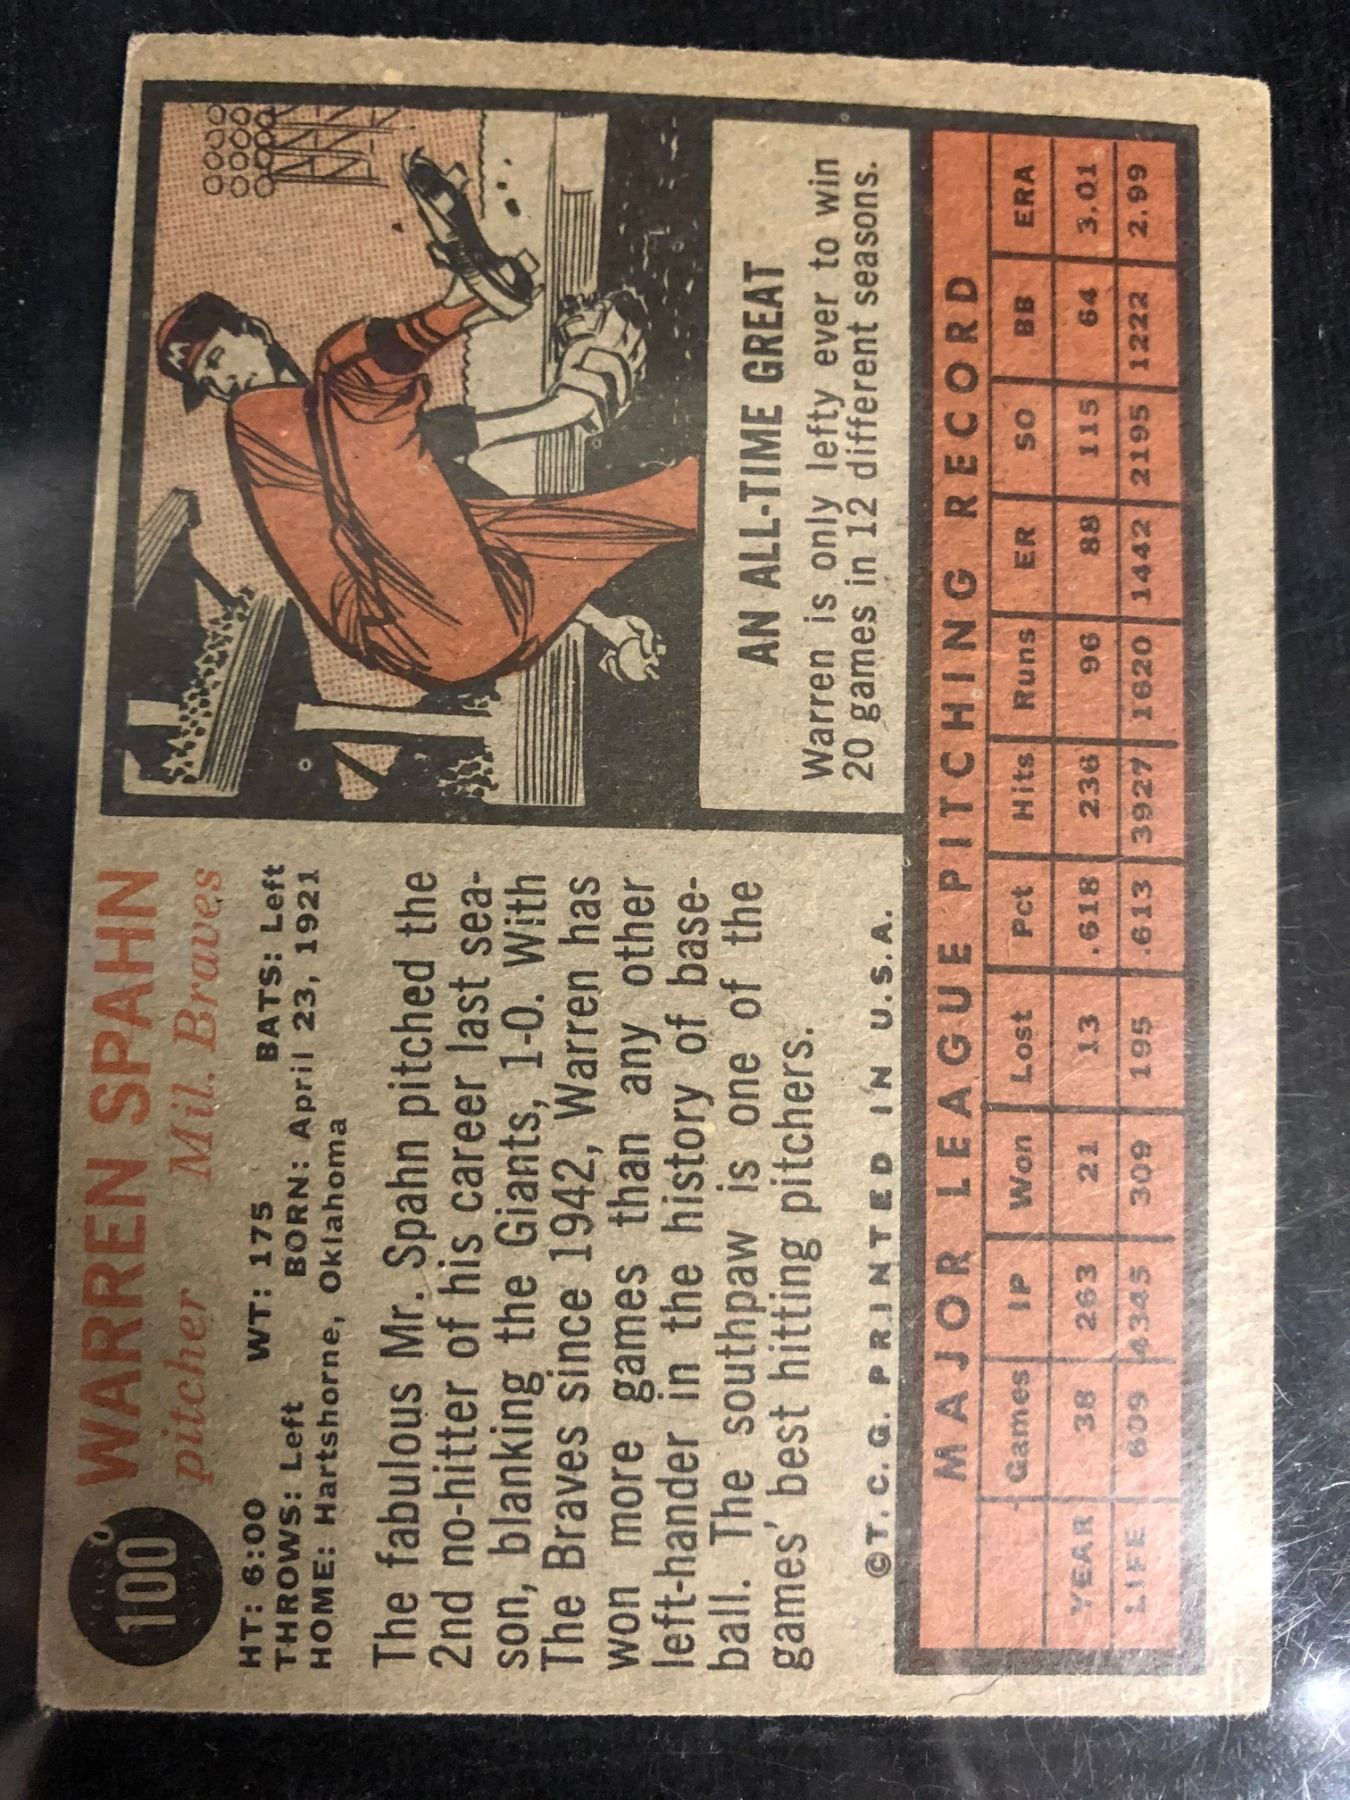 100 WARREN SPAHN
pitcher Mil. Braves
HT: 6:00 WT: 175 BATS: Left
THROWS: Left BORN: April 23, 1921
HOME: Hartshorne, Oklahoma
The fabulous Mr. Spahn pitched the
2nd no-hitter of his career last sea-
son, blanking the Giants, 1-0. With
The Braves since 1942, Warren has
won more games than any other
left-hander in the history of base-
ball. The southpaw is one of the
games' best hitting pitchers.
©T. C. G. PRINTED IN U.S.A.
M
AN ALL-TIME GREAT
Warren is only lefty ever to win
20 games in 12 different seasons.
MAJOR LEAGUE PITCHING RECORD
Games IP Won Lost Pct Hits Runs ER SO BB ERA
YEAR 38 263 21 13 .618 236 96 88 115 64 3.01
LIFE 609 4345 309 195 .613 3927 1620 1442 2195 1222 2.99